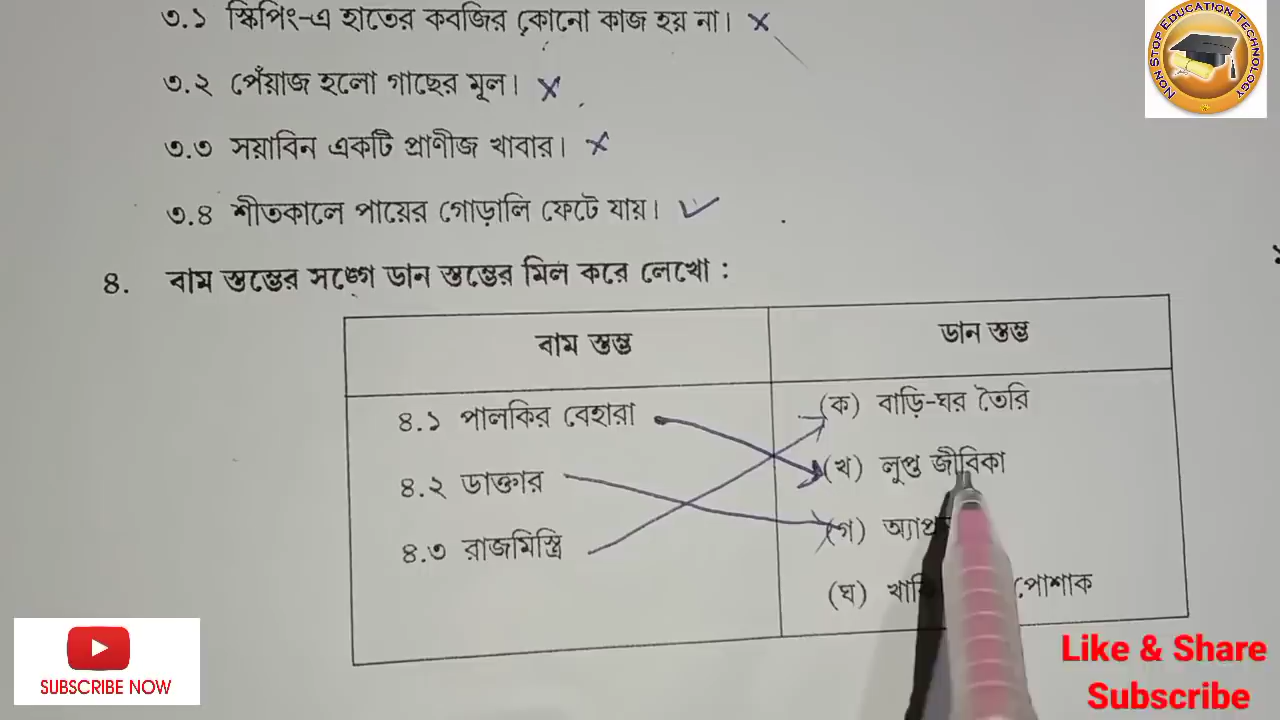 ৩.১ স্কিপিং-এ হাতের কবজির কোনো কাজ হয় না। ×
৩.২ পেঁয়াজ হলো গাছের মূল। ×
৩.৩ সয়াবিন একটি প্রাণীজ খাবার। ×
৩.৪ শীতকালে পায়ের গোড়ালি ফেটে যায়। ✓
৪. বাম স্তম্ভের সঙ্গে ডান স্তম্ভের মিল করে লেখো :
বাম স্তম্ভ
ডান স্তম্ভ
৪.১ পালকির বেহারা
(ক) বাড়ি-ঘর তৈরি
৪.২ ডাক্তার
(খ) লুপ্ত জীবিকা
৪.৩ রাজমিস্ত্রি
(গ)
(ঘ) পোশাক
NON STOP EDUCATION TECHNOLOGY
SUBSCRIBE NOW
Like & Share
Subscribe